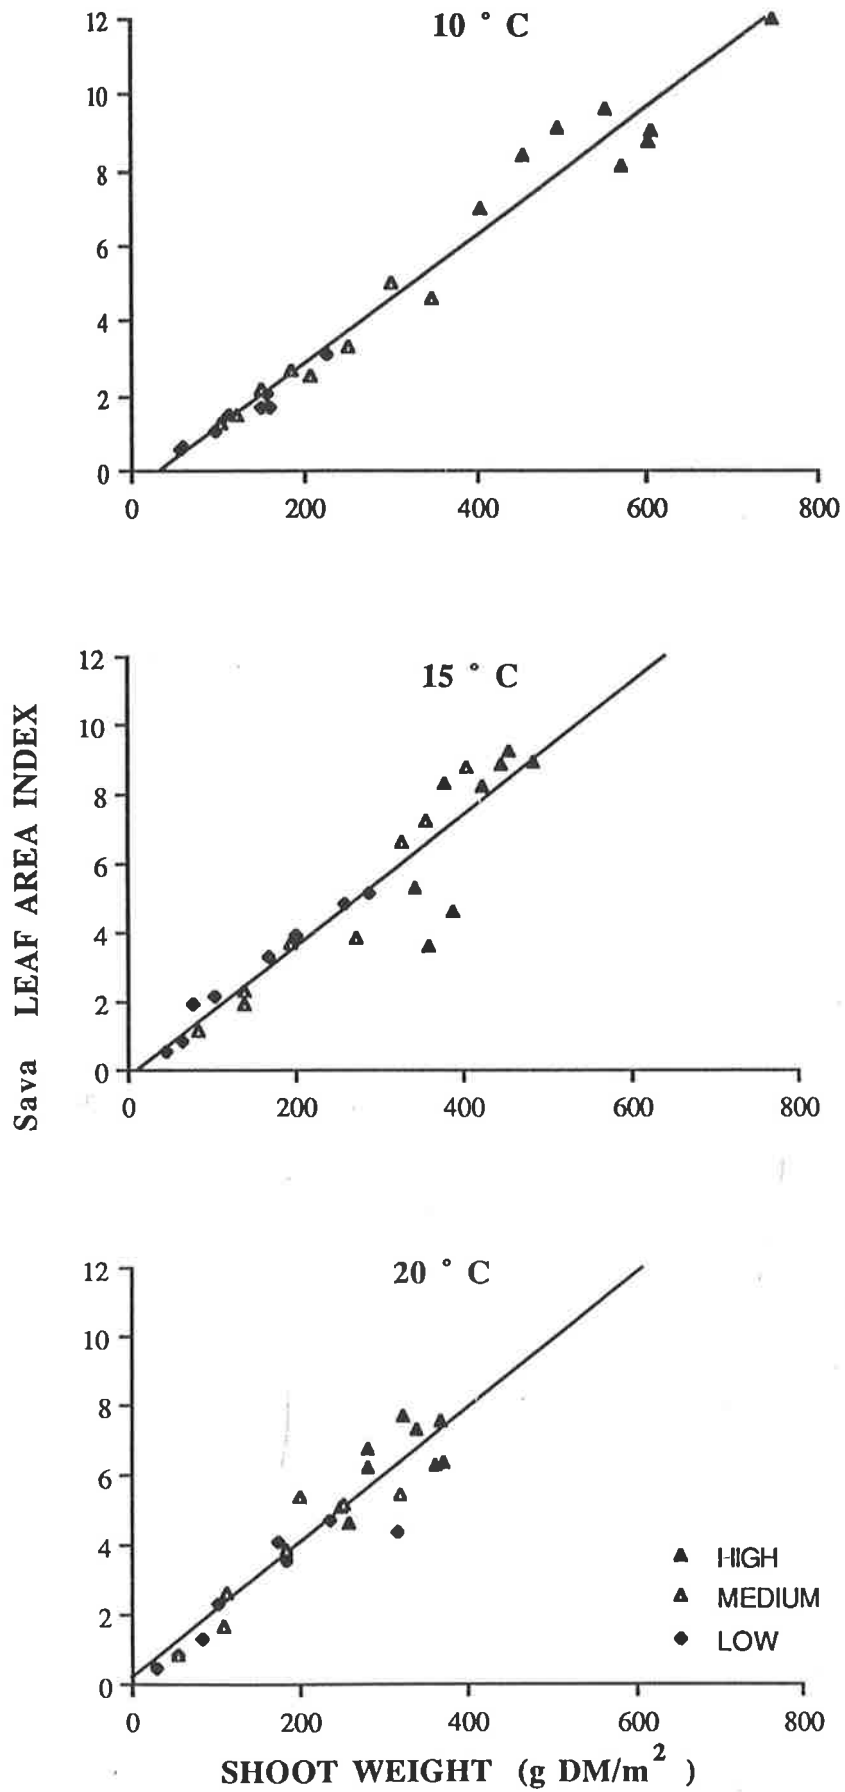 10 ° C
12
10
8
6
4
2
0
0 200 400 600 800
15 ° C
12
10
8
6
4
2
0
0 200 400 600 800
Sava LEAF AREA INDEX
20 ° C
12
10
8
6
4
2
0
0 200 400 600 800
HIGH
MEDIUM
LOW
SHOOT WEIGHT (g DM/m²)